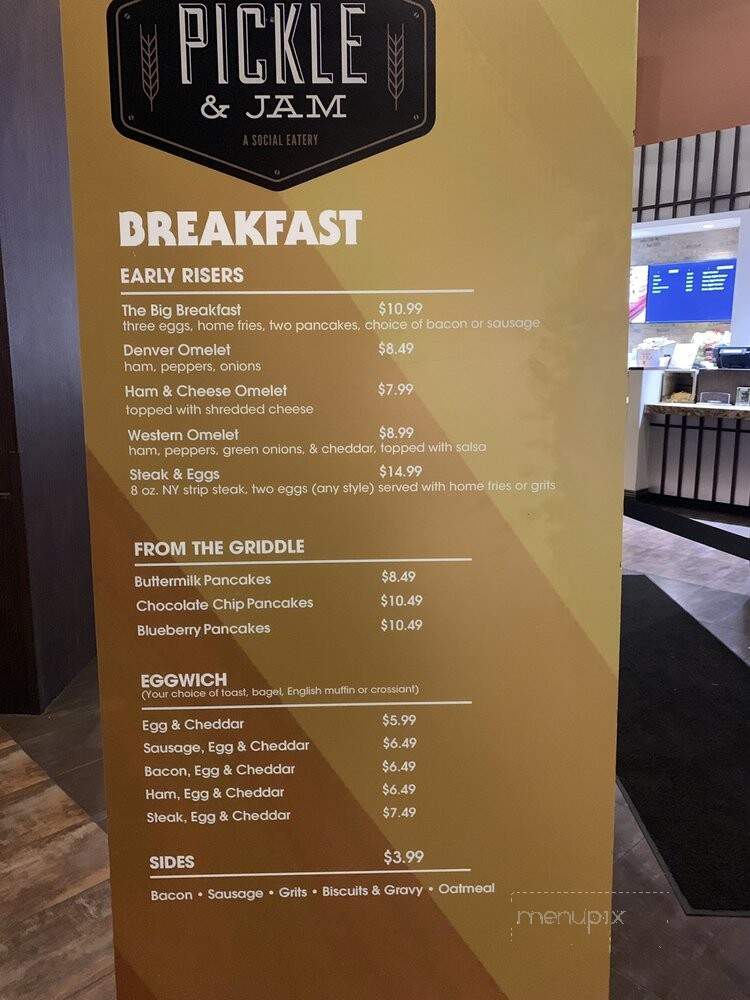 PICKLE
& JAM
A SOCIAL EATERY
BREAKFAST
EARLY RISERS
The Big Breakfast $10.99
three eggs, home fries, two pancakes, choice of bacon or sausage
Denver Omelet $8.49
ham, peppers, onions
Ham & Cheese Omelet $7.99
topped with shredded cheese
Western Omelet $8.99
ham, peppers, green onions, & cheddar, topped with salsa
Steak & Eggs $14.99
8 oz. NY strip steak, two eggs (any style) served with home fries or grits
FROM THE GRIDDLE
Buttermilk Pancakes $8.49
Chocolate Chip Pancakes $10.49
Blueberry Pancakes $10.49
EGGWICH
(Your choice of toast, bagel, English muffin or crossiant)
Egg & Cheddar $5.99
Sausage, Egg & Cheddar $6.49
Bacon, Egg & Cheddar $6.49
Ham, Egg & Cheddar $6.49
Steak, Egg & Cheddar $7.49
SIDES $3.99
Bacon • Sausage • Grits • Biscuits & Gravy • Oatmeal
menupix